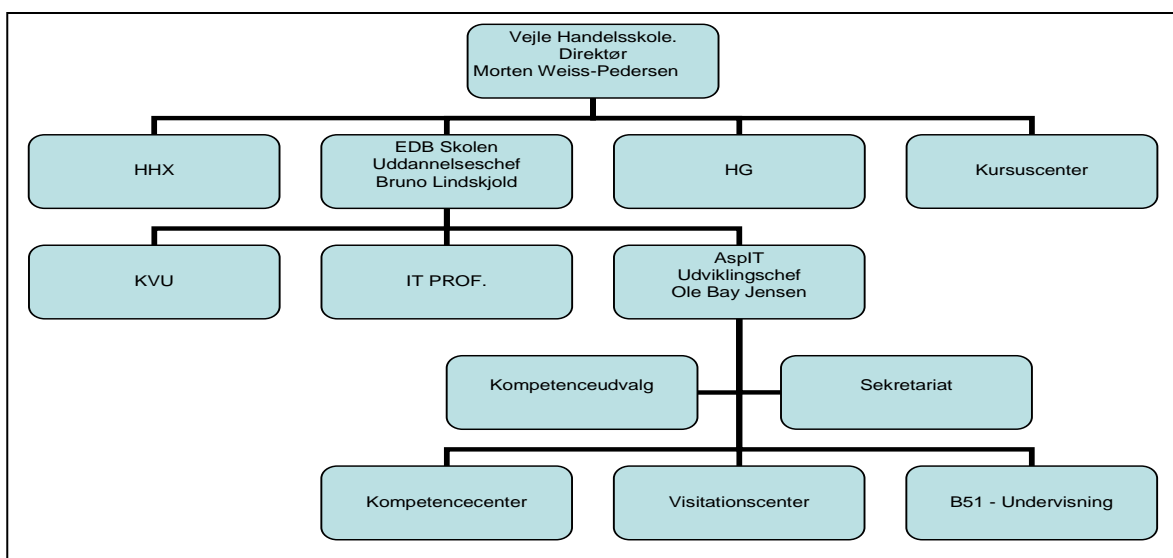 Vejle Handelsskole.
Direktør
Morten Weiss-Pedersen
HHX
EDB Skolen
Uddannelseschef
Bruno Lindskjold
HG
Kursuscenter
KVU
IT PROF.
AspIT
Udviklingschef
Ole Bay Jensen
Kompetenceudvalg
Sekretariat
Kompetencecenter
Visitationscenter
B51 - Undervisning